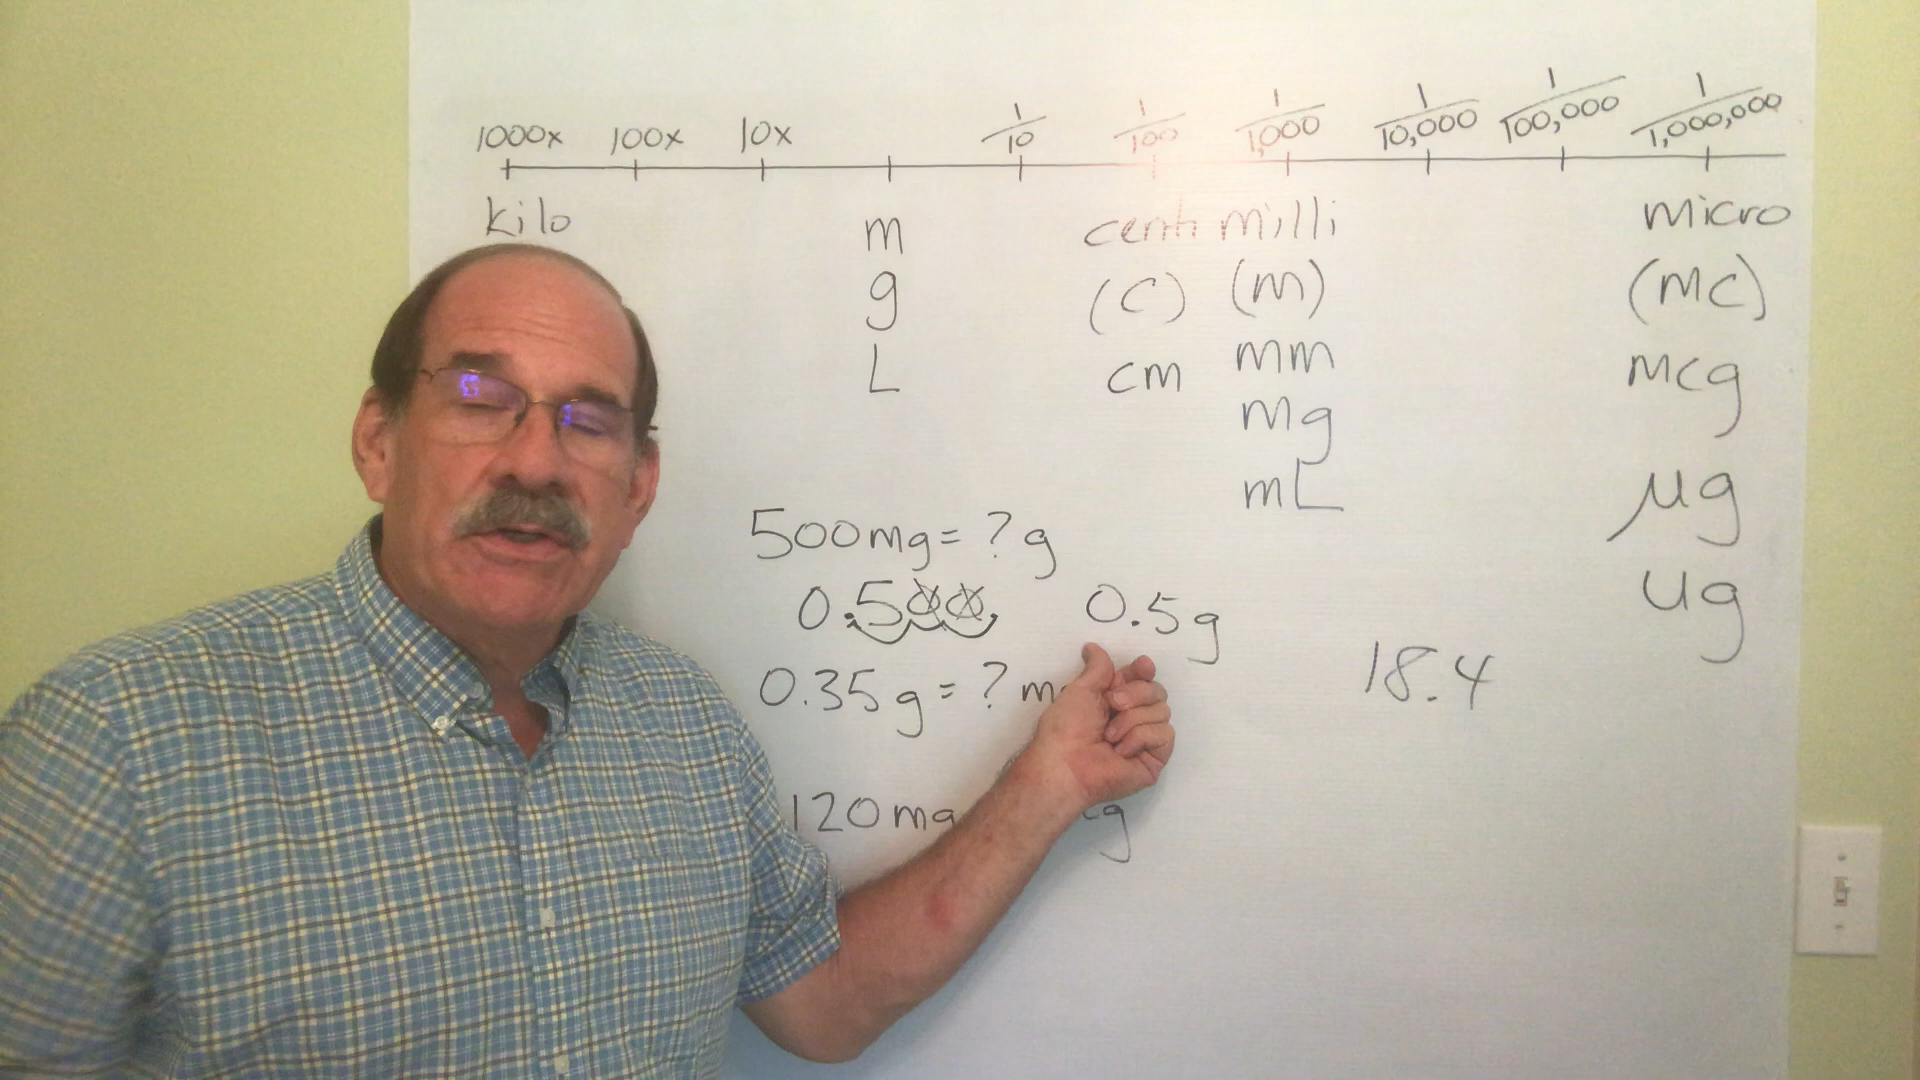 1000x 100x 10x 1/10 1/100 1/1,000 1/10,000 1/100,000 1/1,000,000
kilo m centi milli micro
g (c) (m) (mc)
L cm mm mcg
mg
mL µg
500mg = ? g
0.500. 0.5g ug
0.35g = ? 18.4
120